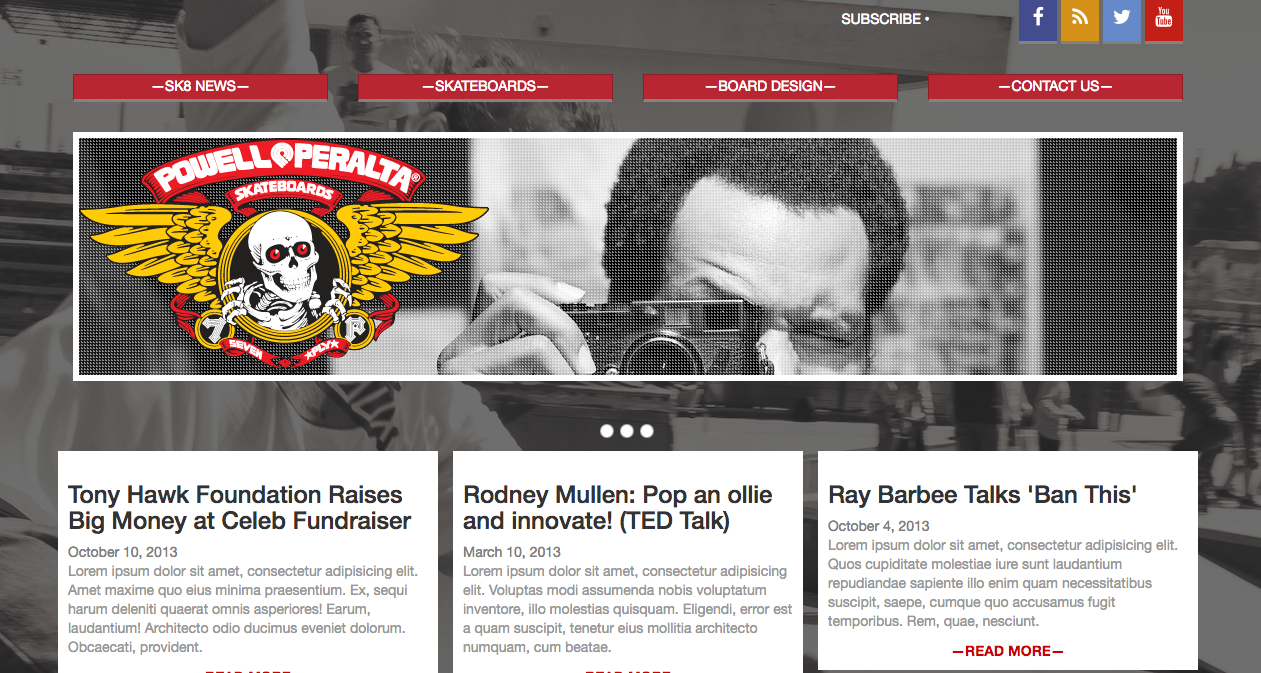 SUBSCRIBE •
You
Tube
—SK8 NEWS—
—SKATEBOARDS—
—BOARD DESIGN—
—CONTACT US—
POWELL PERALTA®
SKATEBOARDS
7 P
SEVEN ★PLY★
Tony Hawk Foundation Raises
Big Money at Celeb Fundraiser
October 10, 2013
Lorem ipsum dolor sit amet, consectetur adipisicing elit.
Amet maxime quo eius minima praesentium. Ex, sequi
harum deleniti quaerat omnis asperiores! Earum,
laudantium! Architecto odio ducimus eveniet dolorum.
Obcaecati, provident.
—READ MORE—
Rodney Mullen: Pop an ollie
and innovate! (TED Talk)
March 10, 2013
Lorem ipsum dolor sit amet, consectetur adipisicing
elit. Voluptas modi assumenda nobis voluptatum
inventore, illo molestias quisquam. Eligendi, error est
a quam suscipit, tenetur eius mollitia architecto
numquam, cum beatae.
—READ MORE—
Ray Barbee Talks 'Ban This'
October 4, 2013
Lorem ipsum dolor sit amet, consectetur adipisicing elit.
Quos cupiditate molestiae iure sunt laudantium
repudiandae sapiente illo enim quam necessitatibus
suscipit, saepe, cumque quo accusamus fugit
temporibus. Rem, quae, nesciunt.
—READ MORE—